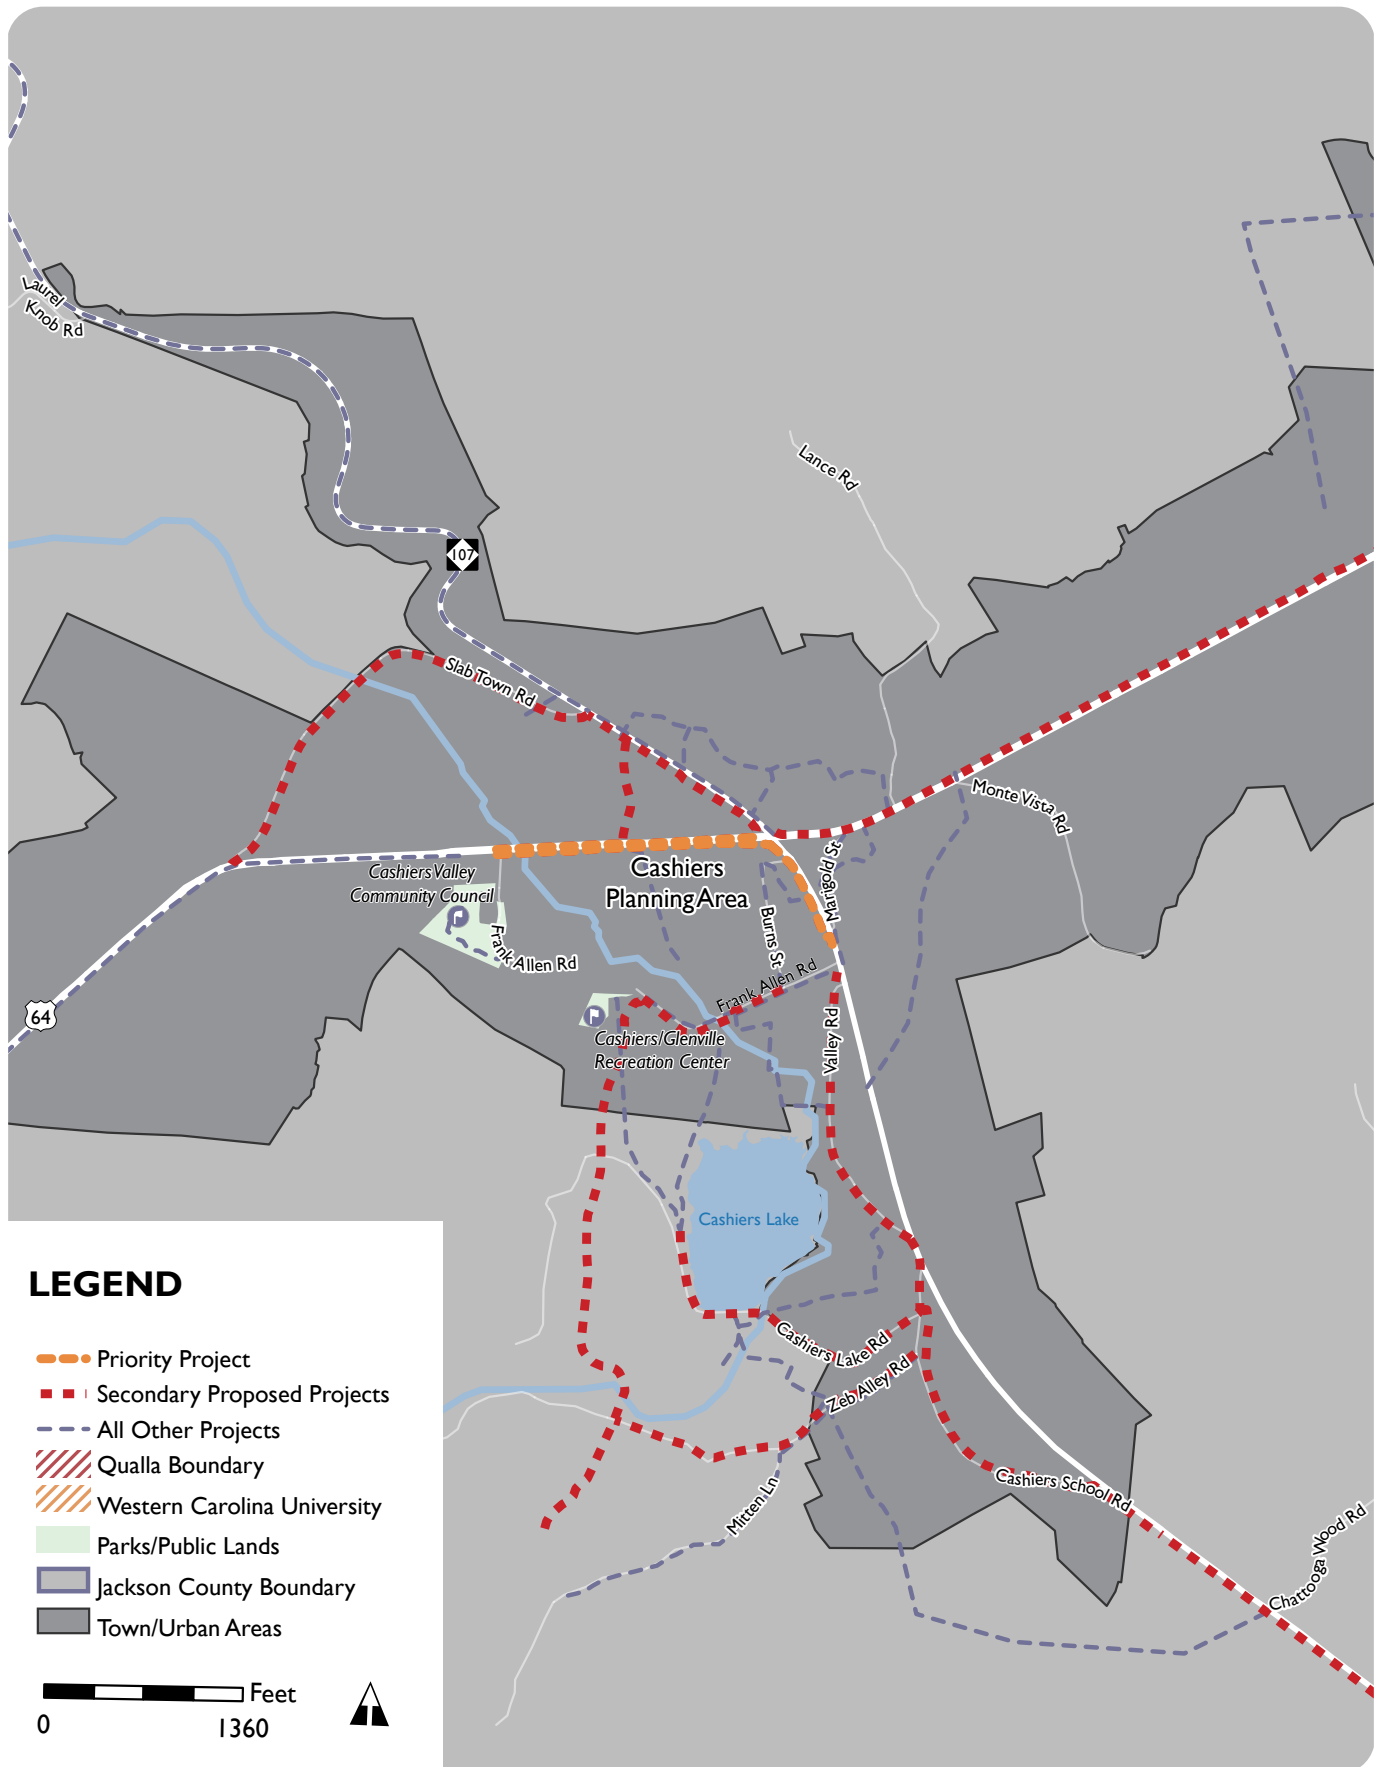 Laurel
Knob Rd
Lance Rd
107
Slab Town Rd
Monte Vista Rd
Cashiers Valley
Community Council
Cashiers
Planning Area
Marigold St
Burns St
Frank Allen Rd
Frank Allen Rd
64
Cashiers/Glenville
Recreation Center
Valley Rd
Cashiers Lake
Cashiers Lake Rd
Zeb Alley Rd
Cashiers School Rd
Mitten Ln
Chattooga Wood Rd
LEGEND
Priority Project
Secondary Proposed Projects
All Other Projects
Qualla Boundary
Western Carolina University
Parks/Public Lands
Jackson County Boundary
Town/Urban Areas
Feet
0 1360